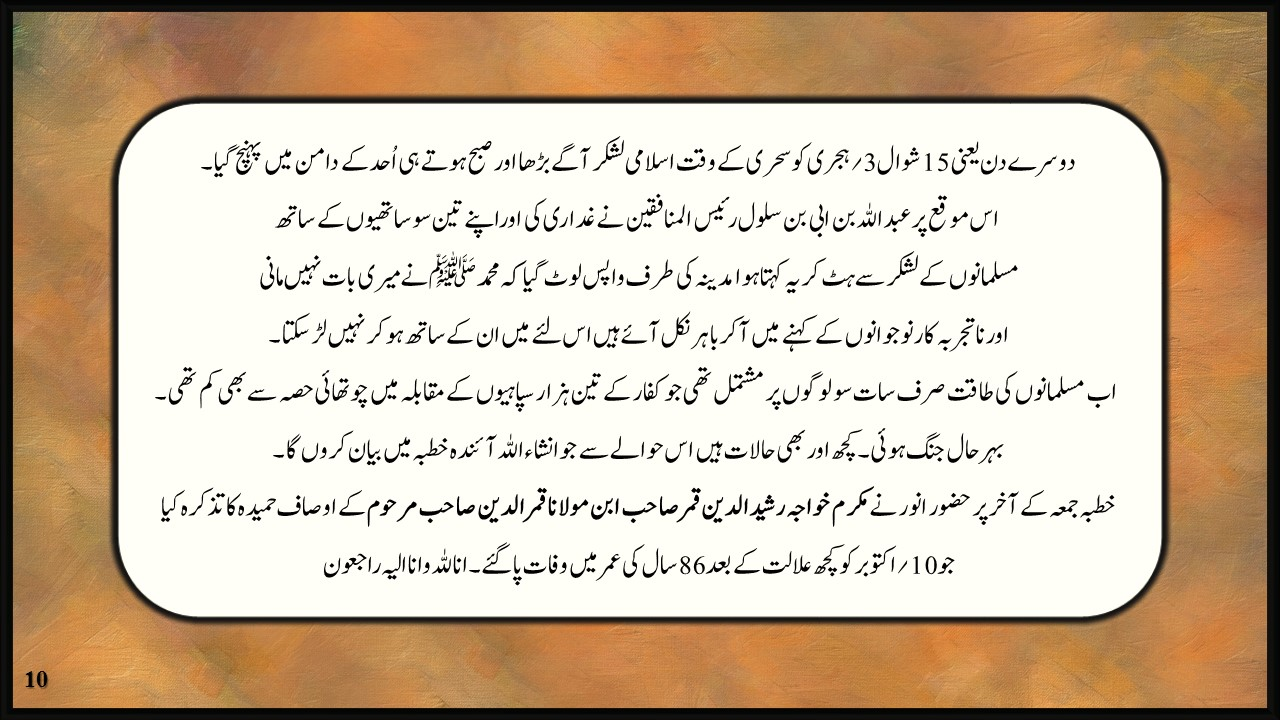 دوسرے دن یعنی 15 شوال 3؍ہجری کو سحری کے وقت اسلامی لشکر آگے بڑھا اور صبح ہوتے ہی اُحد کے دامن میں پہنچ گیا۔
اس موقع پر عبد اللہ بن ابی بن سلول رئیس المنافقین نے غداری کی اور اپنے تین سو ساتھیوں کے ساتھ
مسلمانوں کے لشکر سے ہٹ کر یہ کہتا ہوا مدینہ کی طرف واپس لوٹ گیا کہ محمد ﷺ نے میری بات نہیں مانی
اور ناتجربہ کار نوجوانوں کے کہنے میں آ کر باہر نکل آئے ہیں اس لئے میں ان کے ساتھ ہو کر نہیں لڑ سکتا۔
اب مسلمانوں کی طاقت صرف سات سو لوگوں پر مشتمل تھی جو کفار کے تین ہزار سپاہیوں کے مقابلہ میں چوتھائی حصہ سے بھی کم تھی۔
بہر حال جنگ ہوئی۔ کچھ اور بھی حالات ہیں اس حوالے سے جو انشاء اللہ آئندہ خطبہ میں بیان کروں گا۔
خطبہ جمعہ کے آخر پر حضور انور نے مکرم خواجہ رشید الدین قمر صاحب ابن مولانا قمر الدین صاحب مرحوم کے اوصاف حمیدہ کا تذکرہ کیا
جو 10؍اکتوبر کو کچھ علالت کے بعد 86 سال کی عمر میں وفات پا گئے۔ انا للہ وانا الیہ راجعون
10